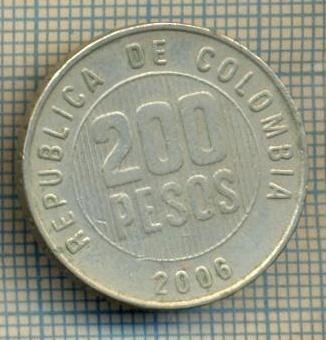 REPUBLICA DE COLOMBIA
200
PESOS
2006